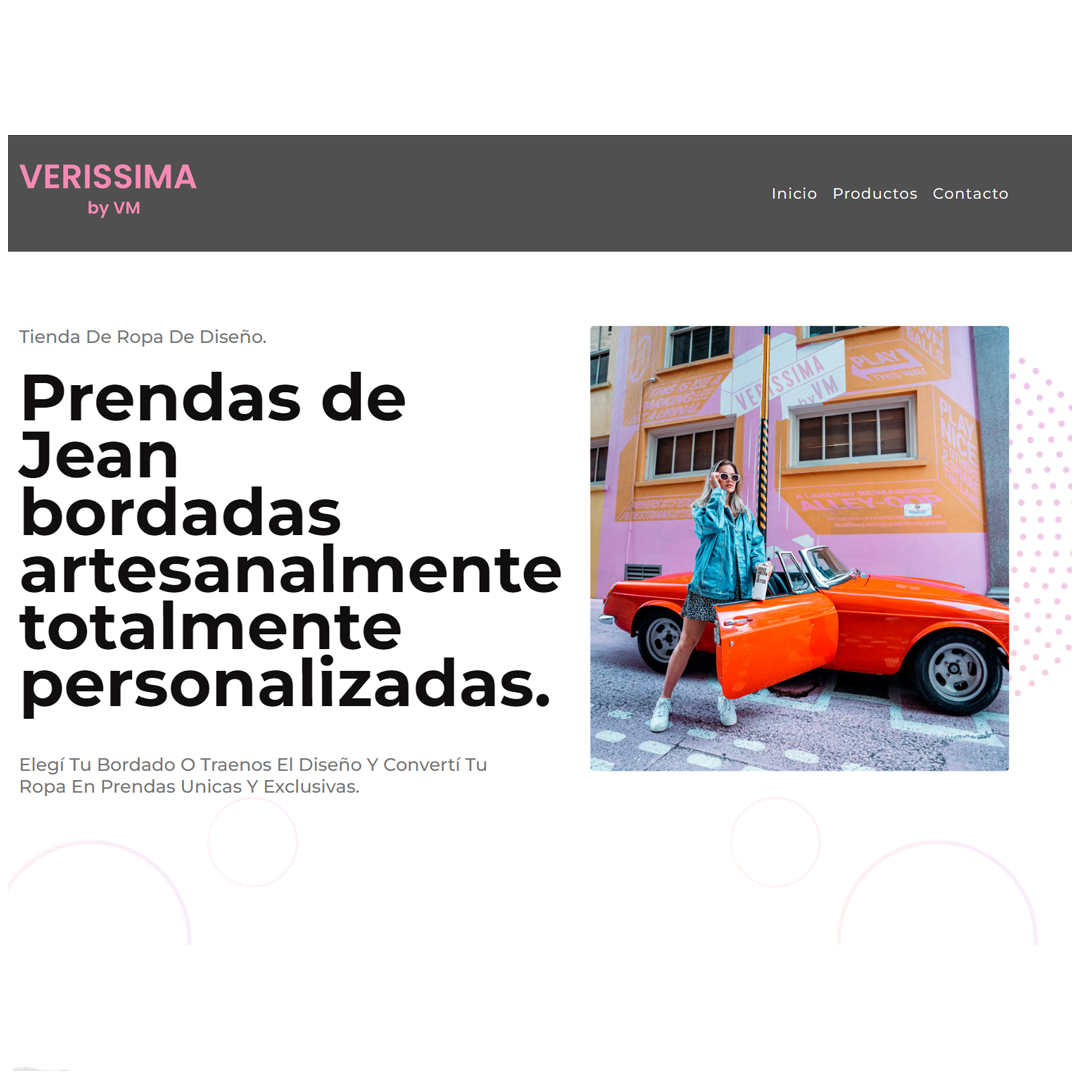 VERISSIMA
by VM
Inicio Productos Contacto
Tienda De Ropa De Diseño.
Prendas de
Jean
bordadas
artesanalmente
totalmente
personalizadas.
Elegí Tu Bordado O Traenos El Diseño Y Convertí Tu
Ropa En Prendas Unicas Y Exclusivas.
VERISSIMA
by VM
PLAY
THIS WAY
PLAY
NICE
ALLEY-OOP